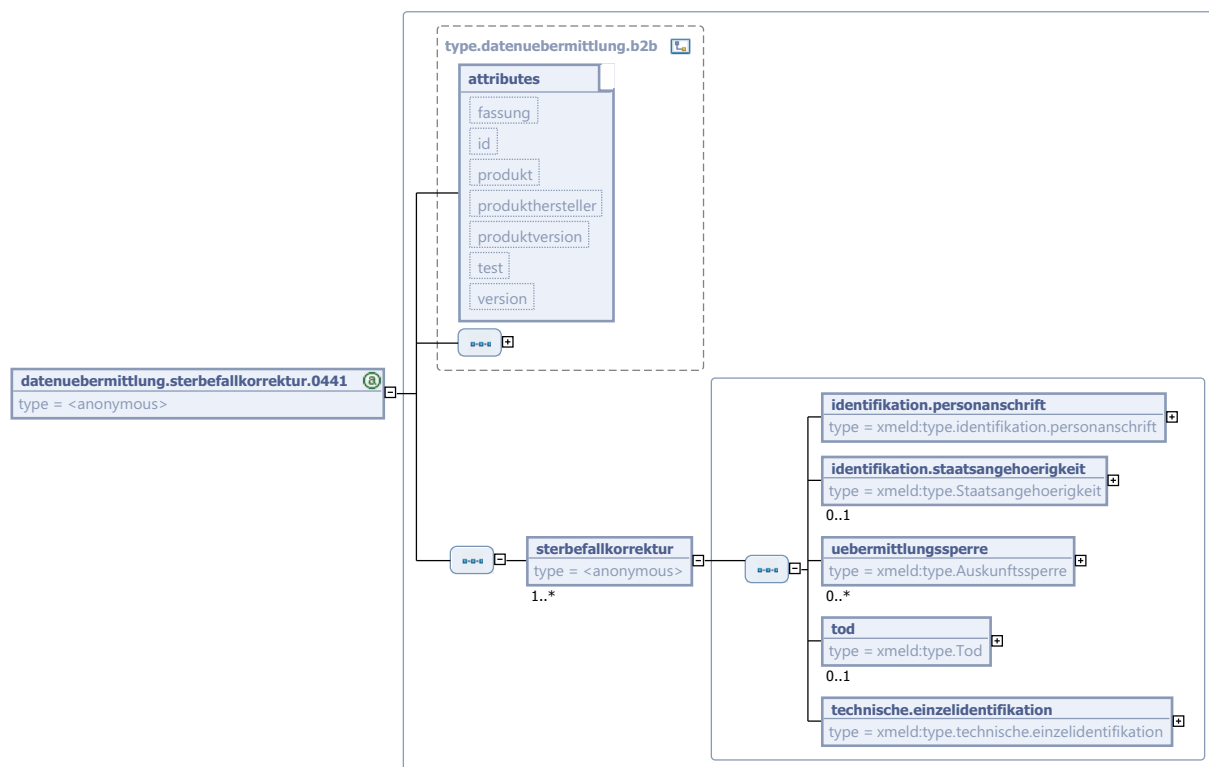 type.datenuebermittlung.b2b
attributes
fassung
id
produkt
produkthersteller
produktversion
test
version
datenuebermittlung.sterbefallkorrektur.0441 a
type = <anonymous>
sterbefallkorrektur
type = <anonymous>
1..*
identifikation.personanschrift
type = xmeld:type.identifikation.personanschrift
identifikation.staatsangehoerigkeit
type = xmeld:type.Staatsangehoerigkeit
0..1
uebermittlungssperre
type = xmeld:type.Auskunftssperre
0..*
tod
type = xmeld:type.Tod
0..1
technische.einzelidentifikation
type = xmeld:type.technische.einzelidentifikation